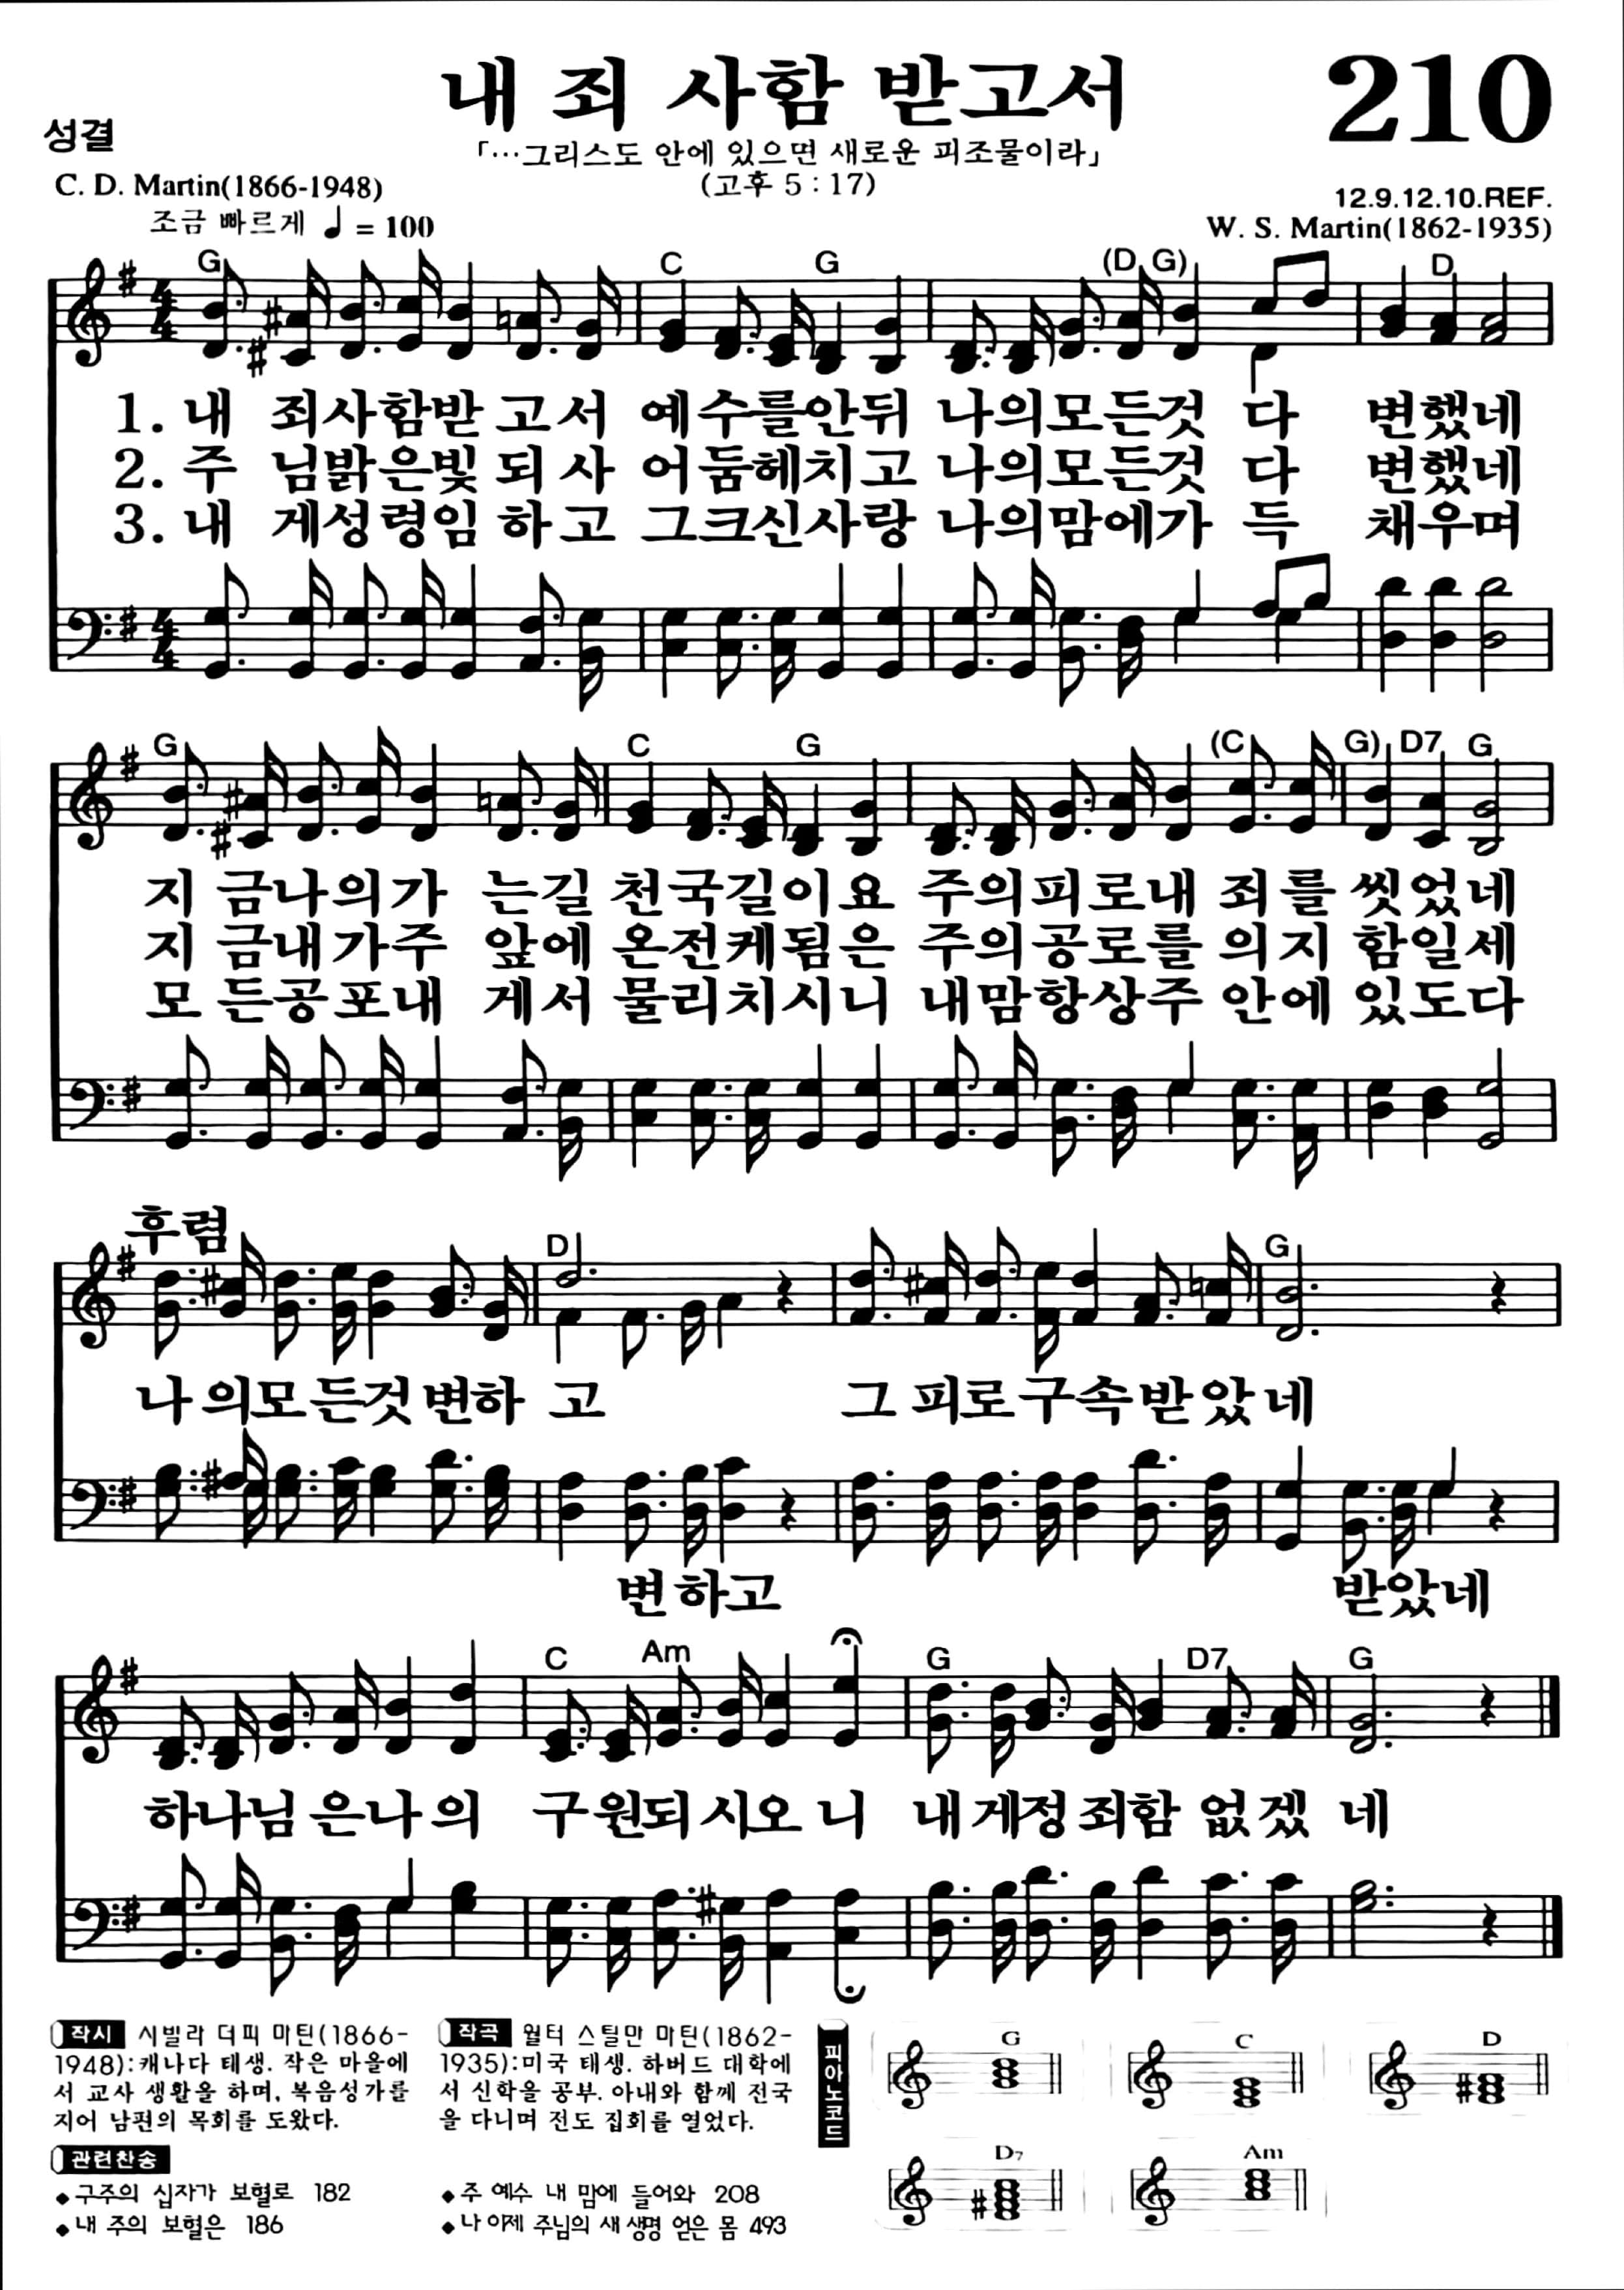 내 죄 사함 받고서
210
성결
「…그리스도 안에 있으면 새로운 피조물이라」
C. D. Martin(1866-1948)
(고후 5 : 17)
12.9.12.10.REF.
조금 빠르게 ♩ = 100
W. S. Martin(1862-1935)
G C G (D G) D
1. 내 죄사함받 고서 예수를안뒤 나의모든것 다 변했네
2. 주 님밝은빛 되사 어둠헤치고 나의모든것 다 변했네
3. 내 게성령임 하고 그크신사랑 나의맘에가 득 채우며
G C G (C G) D7 G
지 금나의가 는길 천국길이요 주의피로내 죄를 씻었네
지 금내가주 앞에 온전케됨은 주의공로를 의지 함일세
모 든공포내 게서 물리치시니 내맘항상주 안에 있도다
후렴
D G
나 의모든것변하 고 그 피로구속받았네
변하고 받았네
C Am G D7 G
하나님은나의 구원되시오니 내게정죄함 없겠 네
작시 시빌라 더피 마틴(1866-
1948):캐나다 태생. 작은 마을에
서 교사 생활을 하며, 복음성가를
지어 남편의 목회를 도왔다.
작곡 월터 스틸만 마틴(1862-
1935):미국 태생. 하버드 대학에
서 신학을 공부. 아내와 함께 전국
을 다니며 전도 집회를 열었다.
피아노코드
G C D
D7 Am
관련찬송
◆구주의 십자가 보혈로 182
◆내 주의 보혈은 186
◆주 예수 내 맘에 들어와 208
◆나 이제 주님의 새 생명 얻은 몸 493